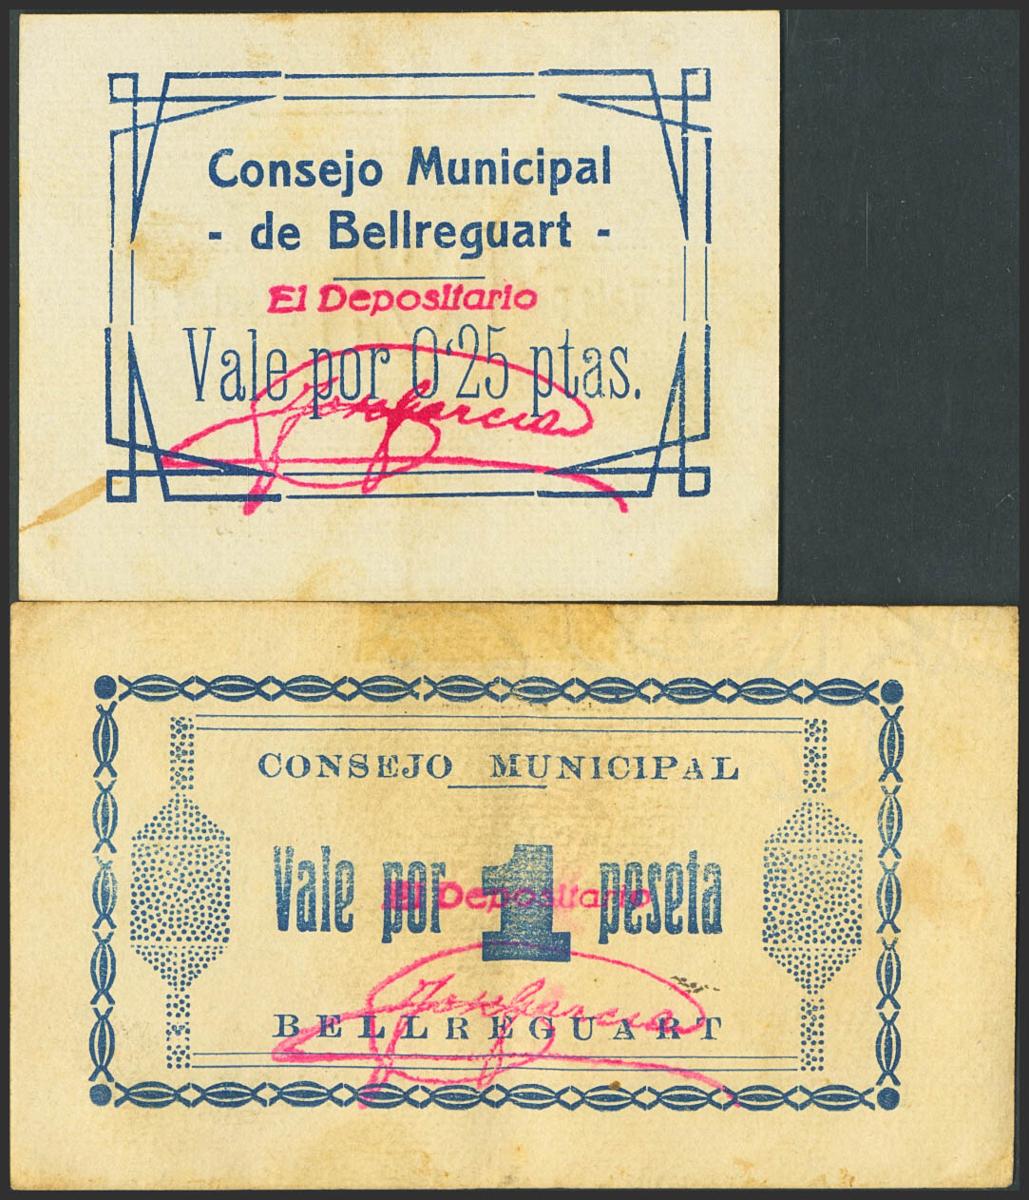 Consejo Municipal
- de Bellreguart -
El Depositario
Vale por 0'25 ptas.
CONSEJO MUNICIPAL
Vale por 1 peseta
El Depositario
BELLREGUART